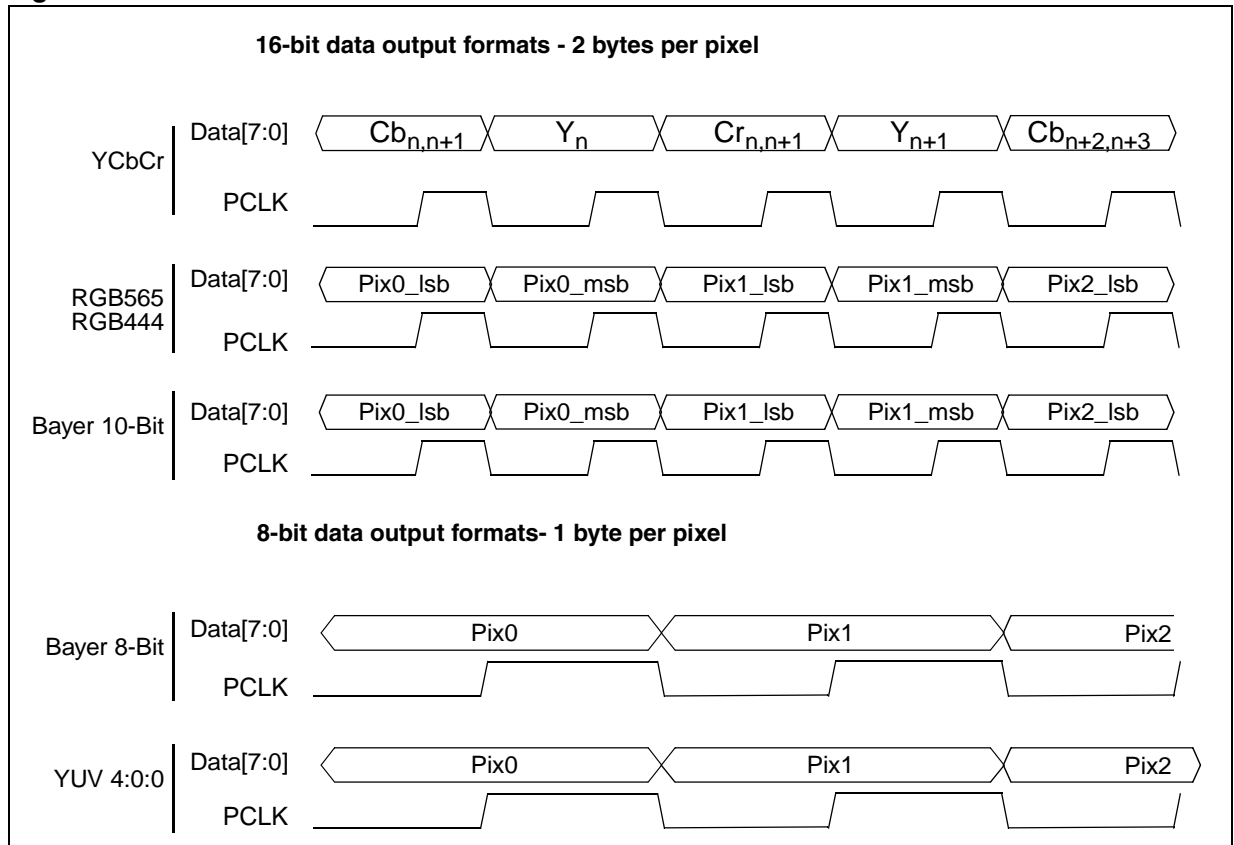 16-bit data output formats - 2 bytes per pixel
YCbCr
Data[7:0] Cbn,n+1 Yn Crn,n+1 Yn+1 Cbn+2,n+3
PCLK
RGB565
RGB444
Data[7:0] Pix0_lsb Pix0_msb Pix1_lsb Pix1_msb Pix2_lsb
PCLK
Bayer 10-Bit
Data[7:0] Pix0_lsb Pix0_msb Pix1_lsb Pix1_msb Pix2_lsb
PCLK
8-bit data output formats- 1 byte per pixel
Bayer 8-Bit
Data[7:0] Pix0 Pix1 Pix2
PCLK
YUV 4:0:0
Data[7:0] Pix0 Pix1 Pix2
PCLK